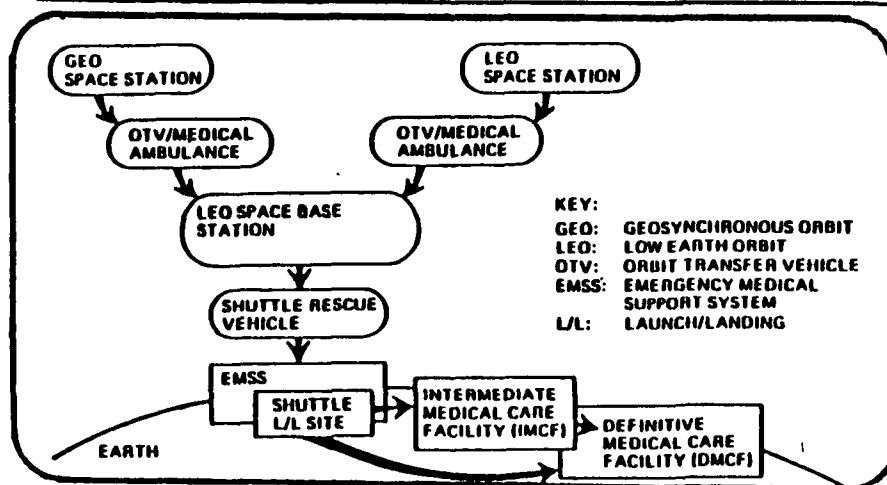 GEO
SPACE STATION
LEO
SPACE STATION
OTV/MEDICAL
AMBULANCE
OTV/MEDICAL
AMBULANCE
LEO SPACE BASE
STATION
KEY:
GEO: GEOSYNCHRONOUS ORBIT
LEO: LOW EARTH ORBIT
OTV: ORBIT TRANSFER VEHICLE
EMSS: EMERGENCY MEDICAL
SUPPORT SYSTEM
L/L: LAUNCH/LANDING
SHUTTLE RESCUE
VEHICLE
EMSS
SHUTTLE
L/L SITE
INTERMEDIATE
MEDICAL CARE
FACILITY (IMCF)
DEFINITIVE
MEDICAL CARE
FACILITY (DMCF)
EARTH